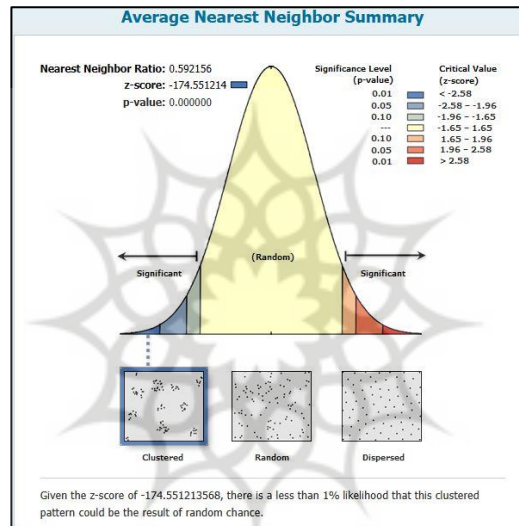 Average Nearest Neighbor Summary
Nearest Neighbor Ratio: 0.592156
z-score: -174.551214
p-value: 0.000000
Significance Level
(p-value)
Critical Value
(z-score)
0.01 < -2.58
0.05 -2.58 – -1.96
0.10 -1.96 – -1.65
--- -1.65 – 1.65
0.10 1.65 – 1.96
0.05 1.96 – 2.58
0.01 > 2.58
Significant
(Random)
Significant
Clustered
Random
Dispersed
Given the z-score of -174.551213568, there is a less than 1% likelihood that this clustered
pattern could be the result of random chance.